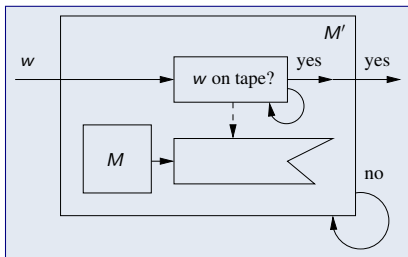 M′
w
w on tape?
yes
yes
M
no